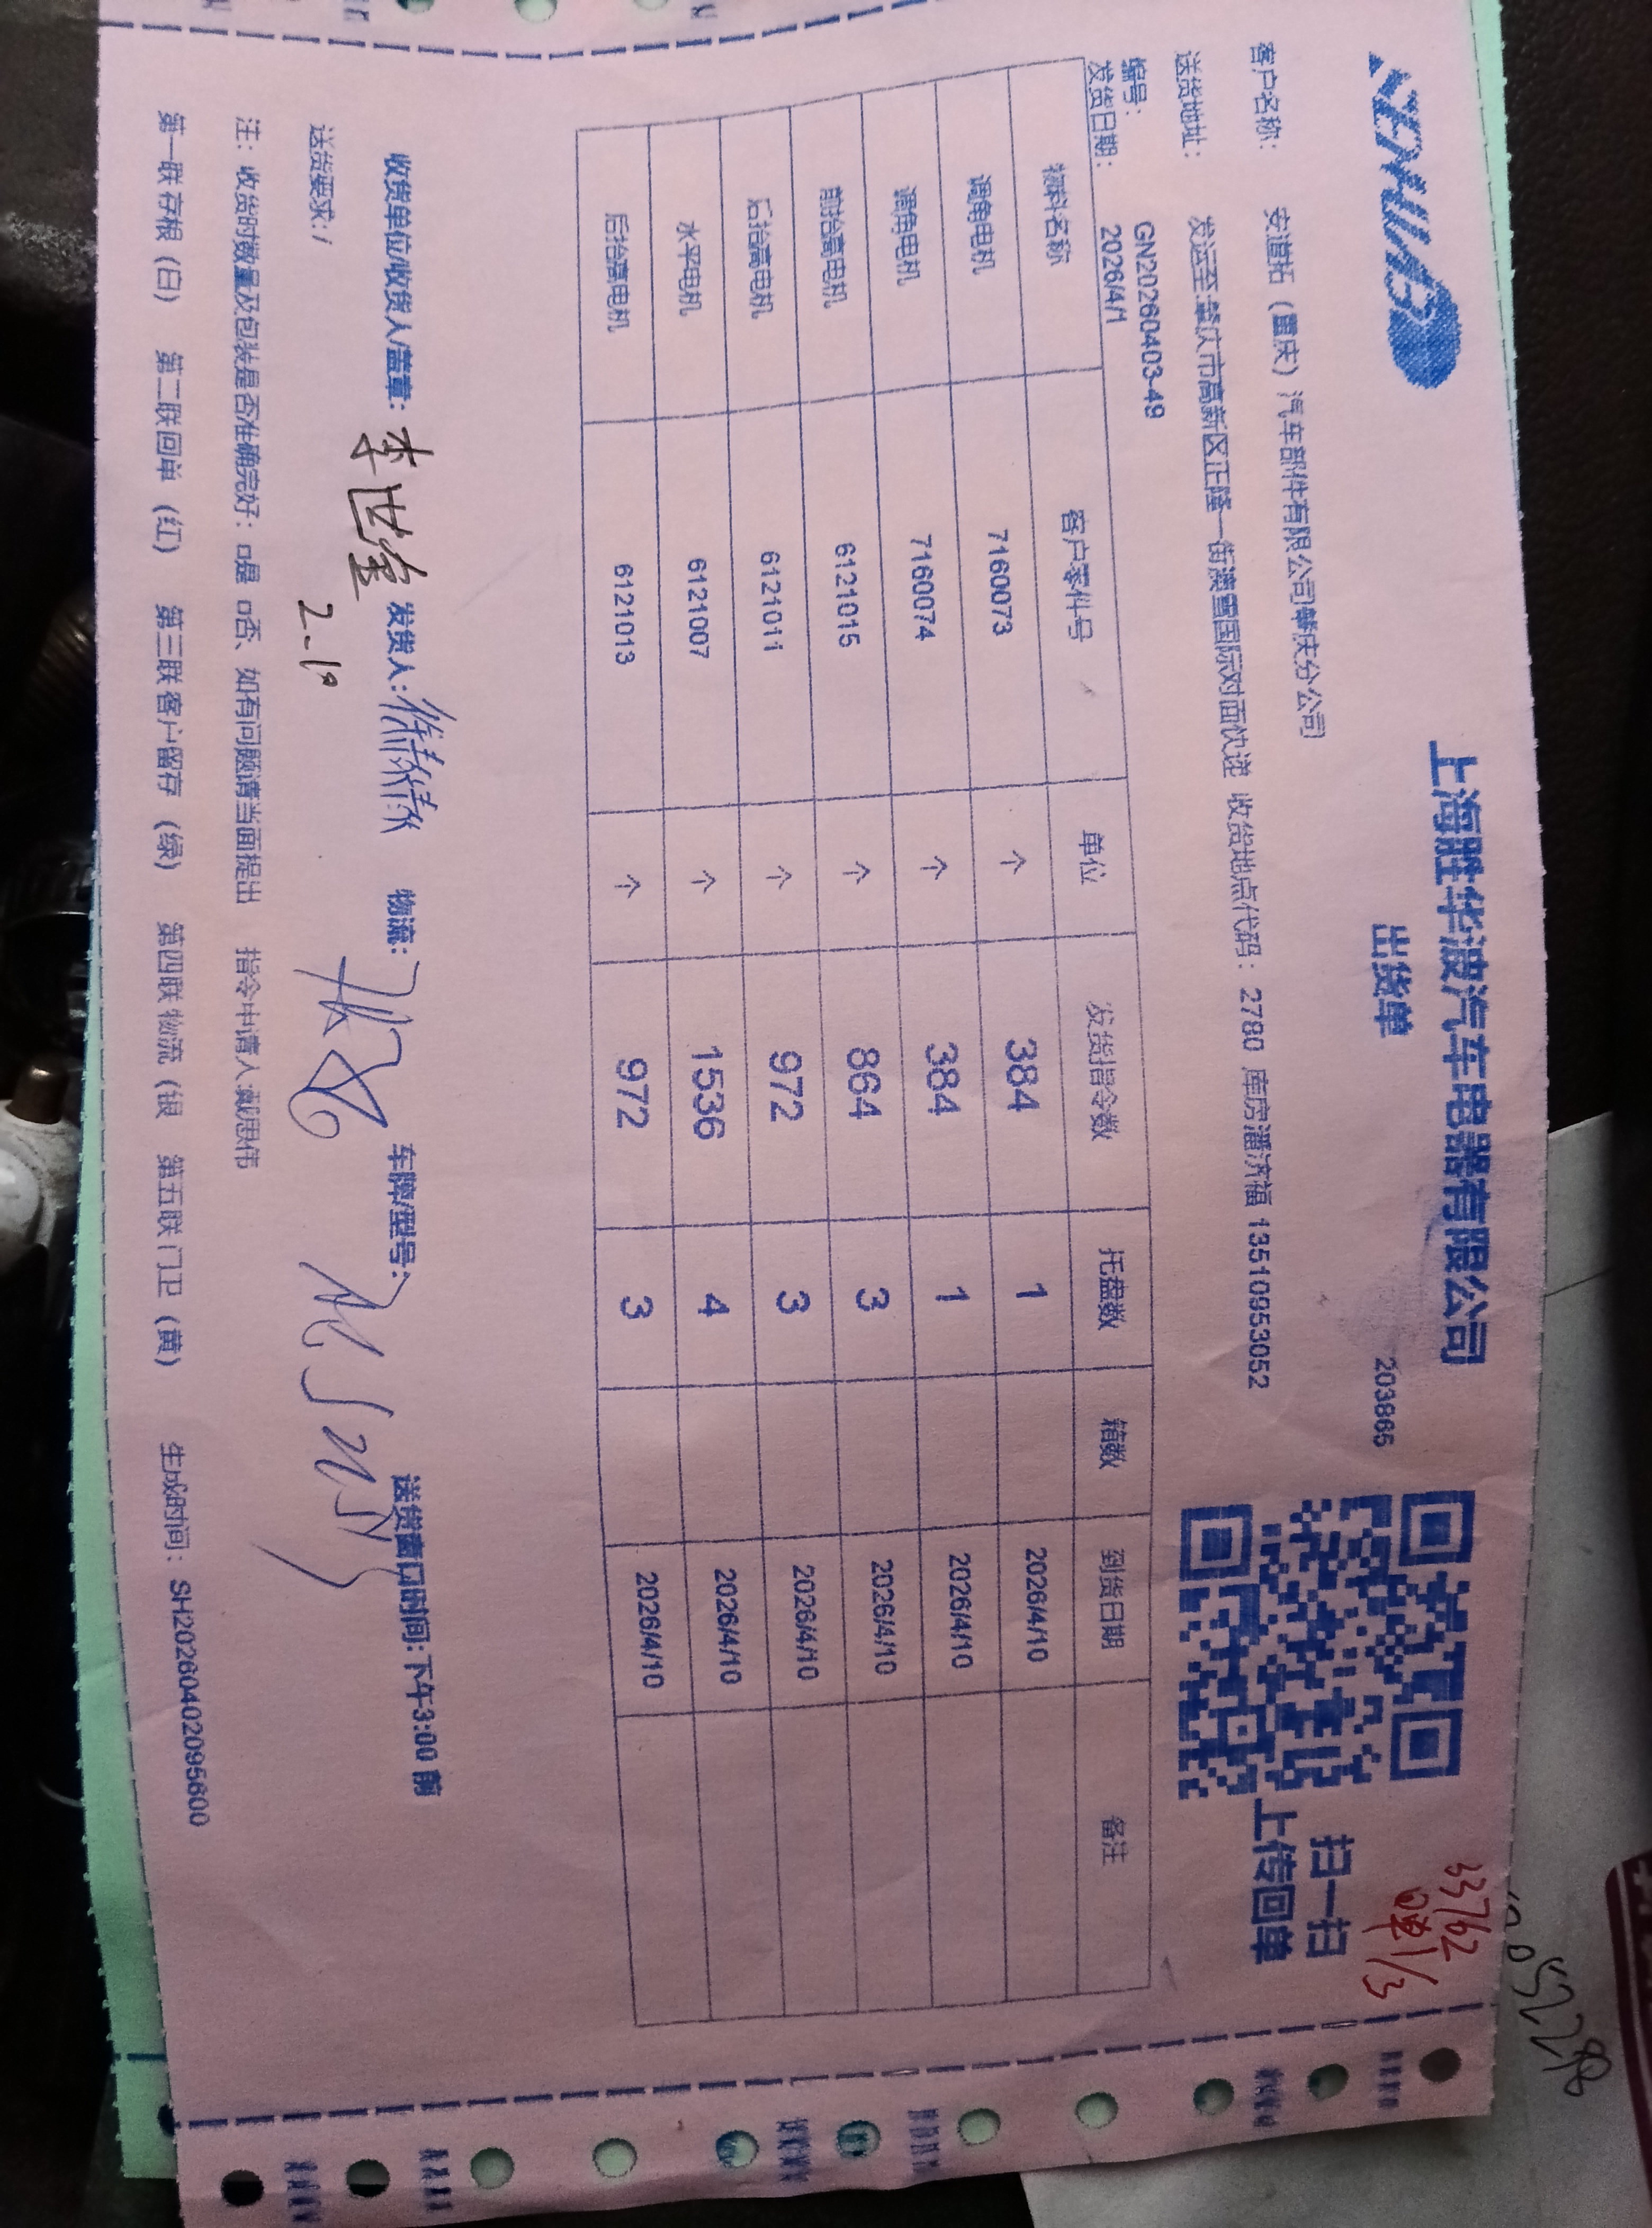 SHENGHUABO
上海胜华波汽车电器有限公司
出货单
203865
扫一扫
上传回单
33762
回单1/3
客户名称： 安道拓（重庆）汽车部件有限公司肇庆分公司
送货地址： 发运至:肇庆市高新区正隆一街澳雪国际对面快递 收货地点代码：2780 库房潘济福 13510953052
编号： GN20260403-49
发货日期： 2026/4/1
物料名称 客户零件号 单位 发货指令数 托盘数 箱数 到货日期 备注
调角电机 7160073 个 384 1 2026/4/10
调角电机 7160074 个 384 1 2026/4/10
前抬高电机 6121015 个 864 3 2026/4/10
后抬高电机 6121011 个 972 3 2026/4/10
水平电机 6121007 个 1536 4 2026/4/10
后抬高电机 6121013 个 972 3 2026/4/10
收货单位/收货人/盖章： 发货人： 物流： 车牌/型号： 送货窗口时间:下午3:00 前
送货要求:/
注：收货时数量及包装是否准确完好：□是 □否、如有问题请当面提出 指令申请人:戴思伟
第一联存根（白） 第二联回单（红） 第三联客户留存（绿） 第四联物流（银 第五联门卫（黄） 生成时间：SH20260402095600